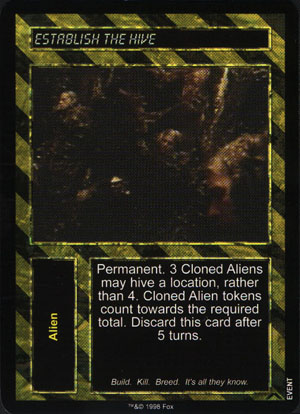 ESTABLISH THE HIVE
Alien
Permanent. 3 Cloned Aliens
may hive a location, rather
than 4. Cloned Alien tokens
count towards the required
total. Discard this card after
5 turns.
Build. Kill. Breed. It's all they know.
EVENT
™&© 1998 Fox